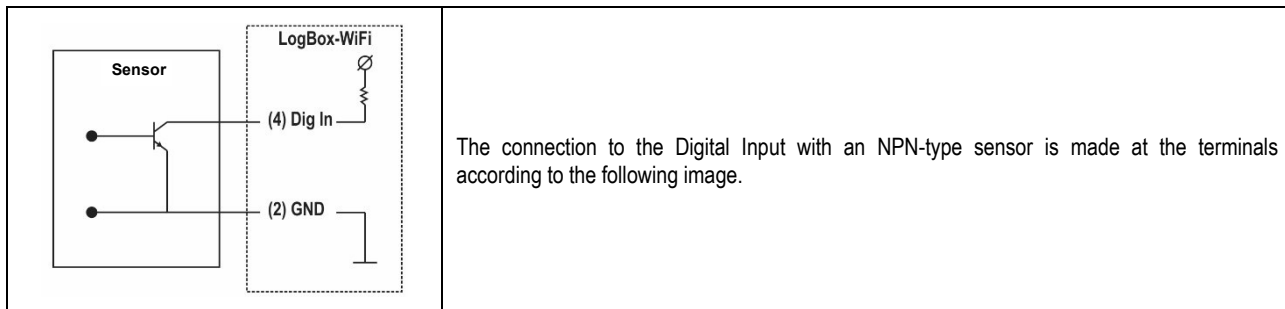 LogBox-WiFi
Sensor
(4) Dig In
(2) GND
The connection to the Digital Input with an NPN-type sensor is made at the terminals
according to the following image.